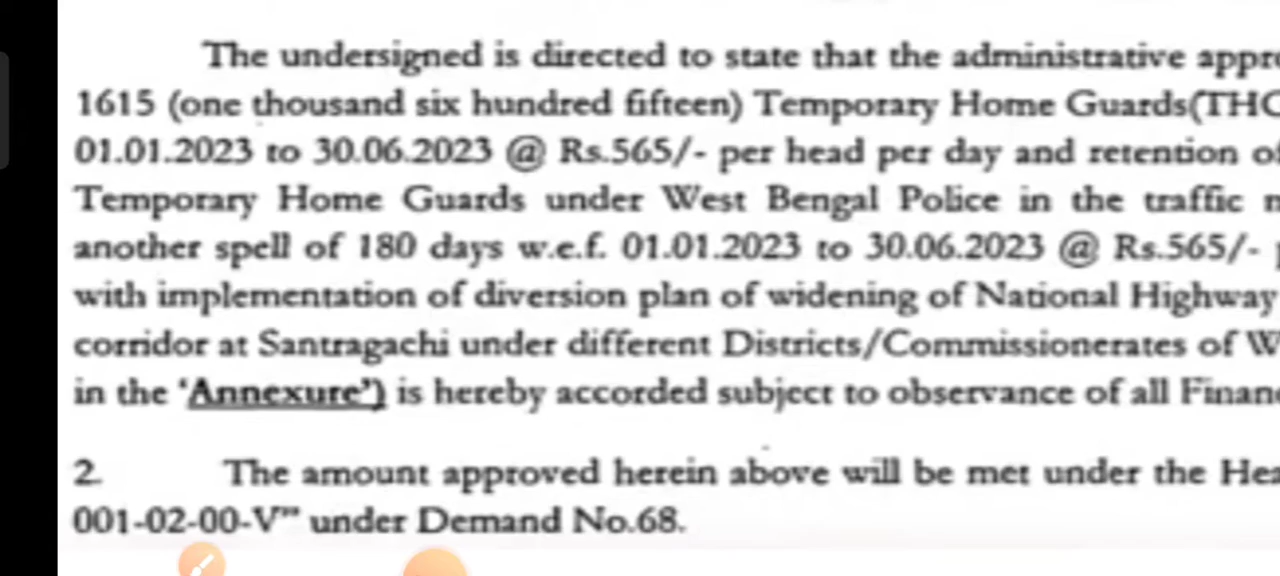 The undersigned is directed to state that the administrative appr
1615 (one thousand six hundred fifteen) Temporary Home Guards(THG
01.01.2023 to 30.06.2023 @ Rs.565/- per head per day and retention of
Temporary Home Guards under West Bengal Police in the traffic
another spell of 180 days w.e.f. 01.01.2023 to 30.06.2023 @ Rs.565/-
with implementation of diversion plan of widening of National Highway
corridor at Santragachi under different Districts/Commissionerates of W
in the ‘Annexure’) is hereby accorded subject to observance of all Financ
2. The amount approved herein above will be met under the Hea
001-02-00-V” under Demand No.68.